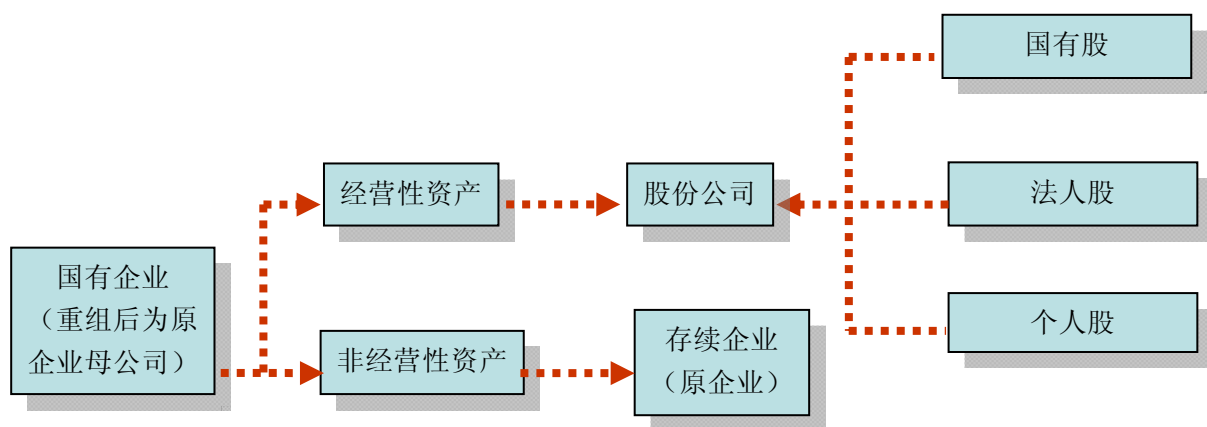 国有股
经营性资产
股份公司
法人股
国有企业
（重组后为原
企业母公司）
非经营性资产
存续企业
（原企业）
个人股